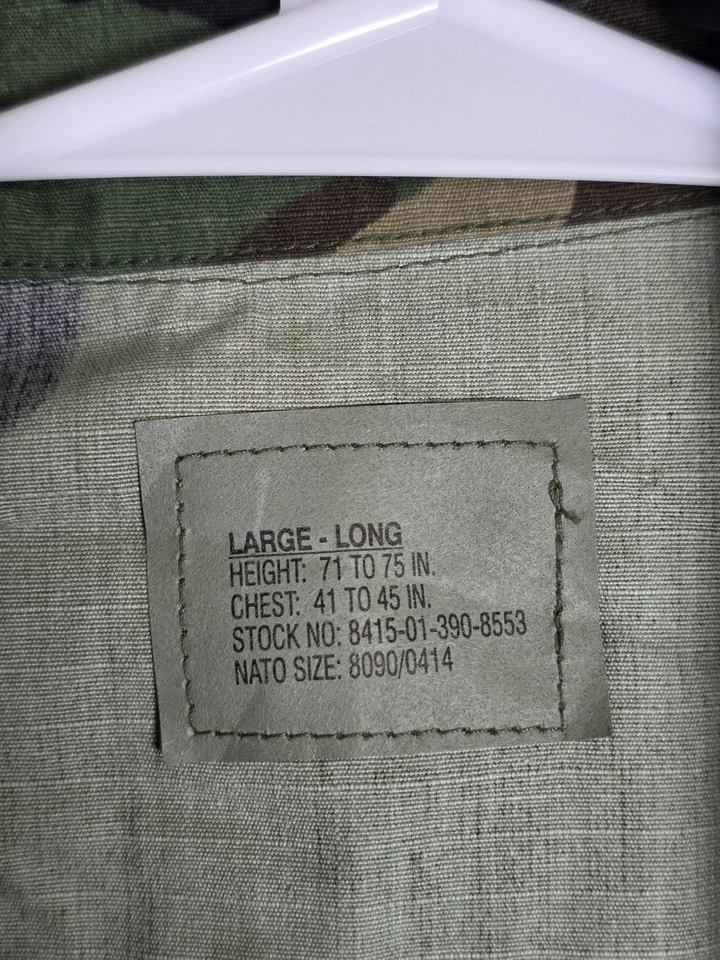 LARGE - LONG
HEIGHT: 71 TO 75 IN.
CHEST: 41 TO 45 IN.
STOCK NO: 8415-01-390-8553
NATO SIZE: 8090/0414